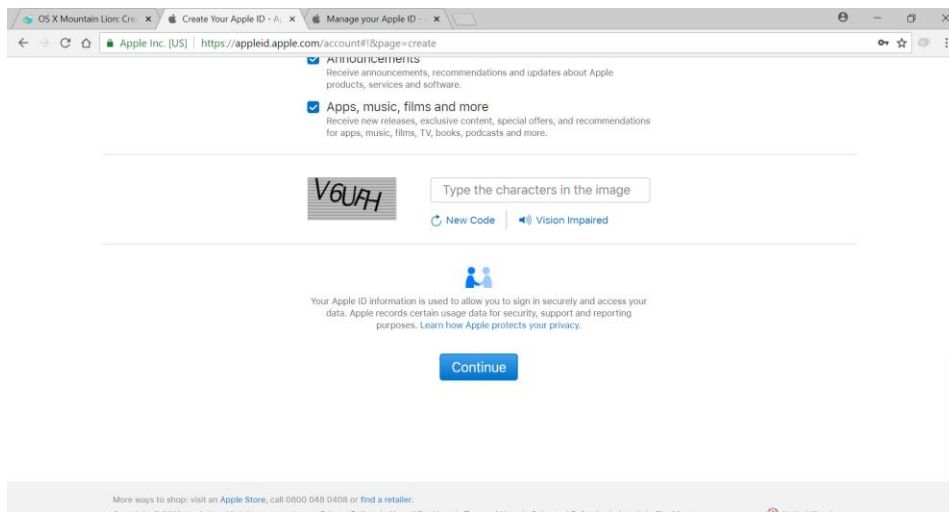 OS X Mountain Lion: Cre
Create Your Apple ID - A
Manage your Apple ID -
Apple Inc. [US] | https://appleid.apple.com/account#!&page=create
Announcements
Receive announcements, recommendations and updates about Apple
products, services and software.
Apps, music, films and more
Receive new releases, exclusive content, special offers, and recommendations
for apps, music, films, TV, books, podcasts and more.
Type the characters in the image
New Code | Vision Impaired
Your Apple ID information is used to allow you to sign in securely and access your
data. Apple records certain usage data for security, support and reporting
purposes. Learn how Apple protects your privacy.
Continue
More ways to shop: visit an Apple Store, call 0800 048 0408 or find a retailer.